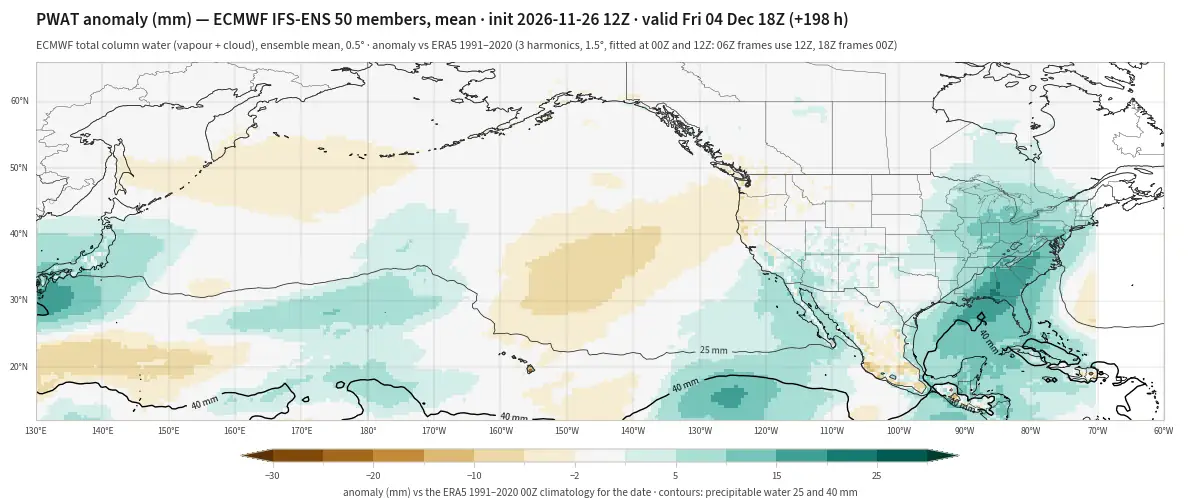 PWAT anomaly (mm) — ECMWF IFS-ENS 50 members, mean · init 2026-11-26 12Z · valid Fri 04 Dec 18Z (+198 h)
ECMWF total column water (vapour + cloud), ensemble mean, 0.5° · anomaly vs ERA5 1991–2020 (3 harmonics, 1.5°, fitted at 00Z and 12Z: 06Z frames use 12Z, 18Z frames 00Z)
60°N
50°N
40°N
30°N
20°N
25 mm
40 mm
40 mm
40 mm
40 mm
40 mm
130°E 140°E 150°E 160°E 170°E 180° 170°W 160°W 150°W 140°W 130°W 120°W 110°W 100°W 90°W 80°W 70°W 60°W
−30 −20 −10 −2 5 15 25
anomaly (mm) vs the ERA5 1991–2020 00Z climatology for the date · contours: precipitable water 25 and 40 mm